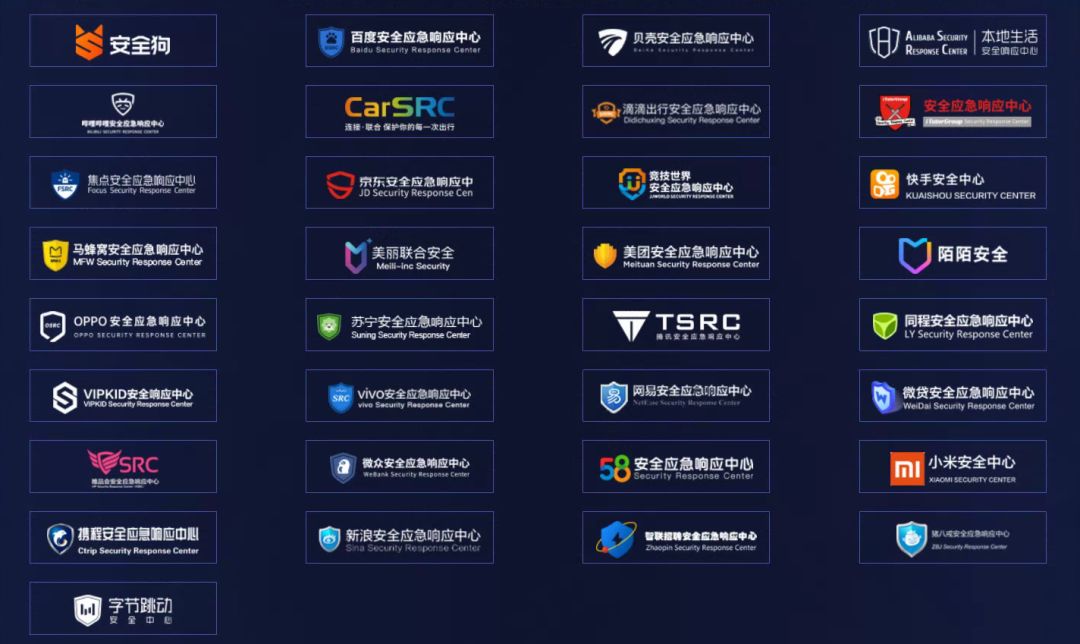 安全狗
百度安全应急响应中心
Baidu Security Response Center
贝壳安全应急响应中心
Beike Security Response Center
ALIBABA SECURITY
RESPONSE CENTER
本地生活
安全响应中心
哔哩哔哩安全应急响应中心
BILIBILI SECURITY RESPONSE CENTER
CarSRC
连接·联合 保护你的每一次出行
滴滴出行安全应急响应中心
Didichuxing Security Response Center
iTutorGroup
安全应急响应中心
iTutorGroup Security Response Center
FSRC
焦点安全应急响应中心
Focus Security Response Center
京东安全应急响应中
JD Security Response Cen
竞技世界
安全应急响应中心
JJWORLD SECURITY RESPONSE CENTER
快手安全中心
KUAISHOU SECURITY CENTER
马蜂窝安全应急响应中心
MFW Security Response Center
美丽联合安全
Meili-inc Security
美团安全应急响应中心
Meituan Security Response Center
陌陌安全
OSRC
OPPO 安全应急响应中心
OPPO SECURITY RESPONSE CENTER
苏宁安全应急响应中心
Suning Security Response Center
TSRC
腾讯安全应急响应中心
同程安全应急响应中心
LY Security Response Center
VIPKID安全响应中心
VIPKID Security Response Center
SRC
vivo安全应急响应中心
vivo Security Response Center
易
网易安全应急响应中心
NetEase Security Response Center
微贷安全应急响应中心
WeiDai Security Response Center
SRC
唯品会安全应急响应中心
微众安全应急响应中心
WeBank Security Response Center
58
安全应急响应中心
Security Response Center
mi
小米安全中心
XIAOMI SECURITY CENTER
携程安全应急响应中心
Ctrip Security Response Center
新浪安全应急响应中心
Sina Security Response Center
智联招聘安全应急响应中心
Zhaopin Security Response Center
猪八戒安全应急响应中心
ZBJ Security Response Center
字节跳动
安全中心